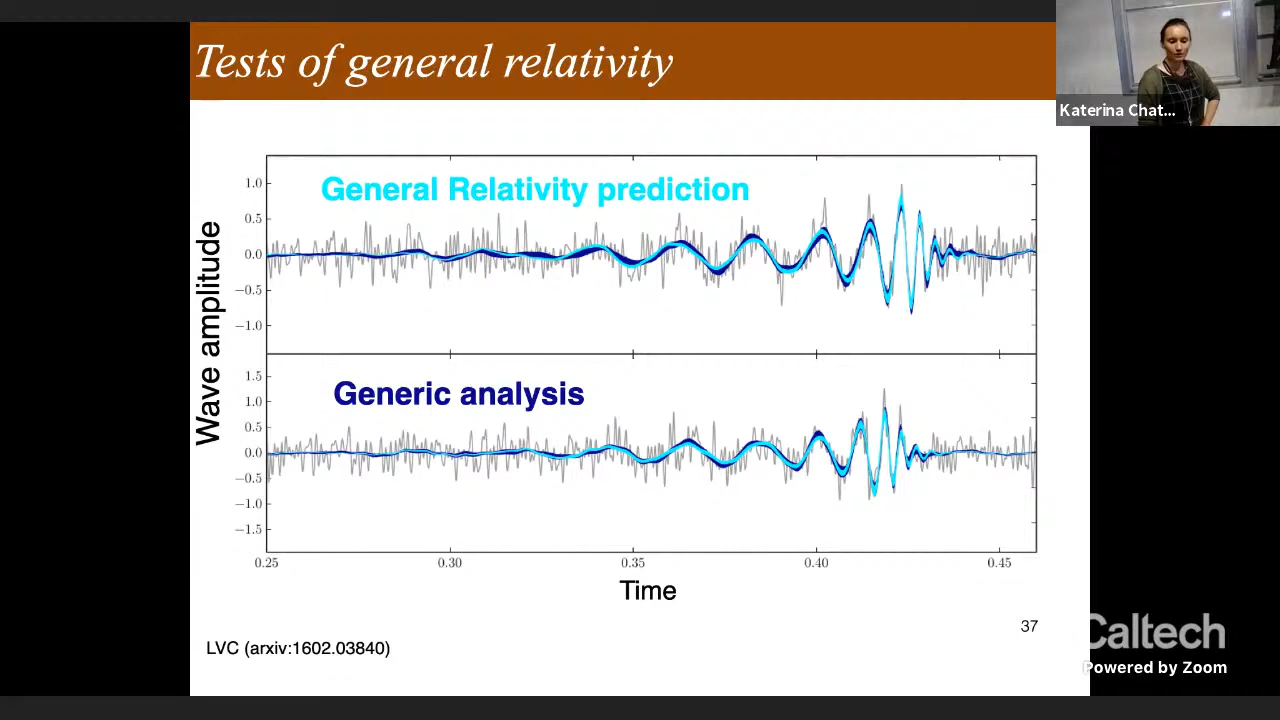 Tests of general relativity
Katerina Chat...
General Relativity prediction
Wave amplitude
1.0
0.5
0.0
−0.5
−1.0
Generic analysis
1.5
1.0
0.5
0.0
−0.5
−1.0
−1.5
0.25 0.30 0.35 0.40 0.45
Time
37
LVC (arxiv:1602.03840)
Caltech
Powered by Zoom